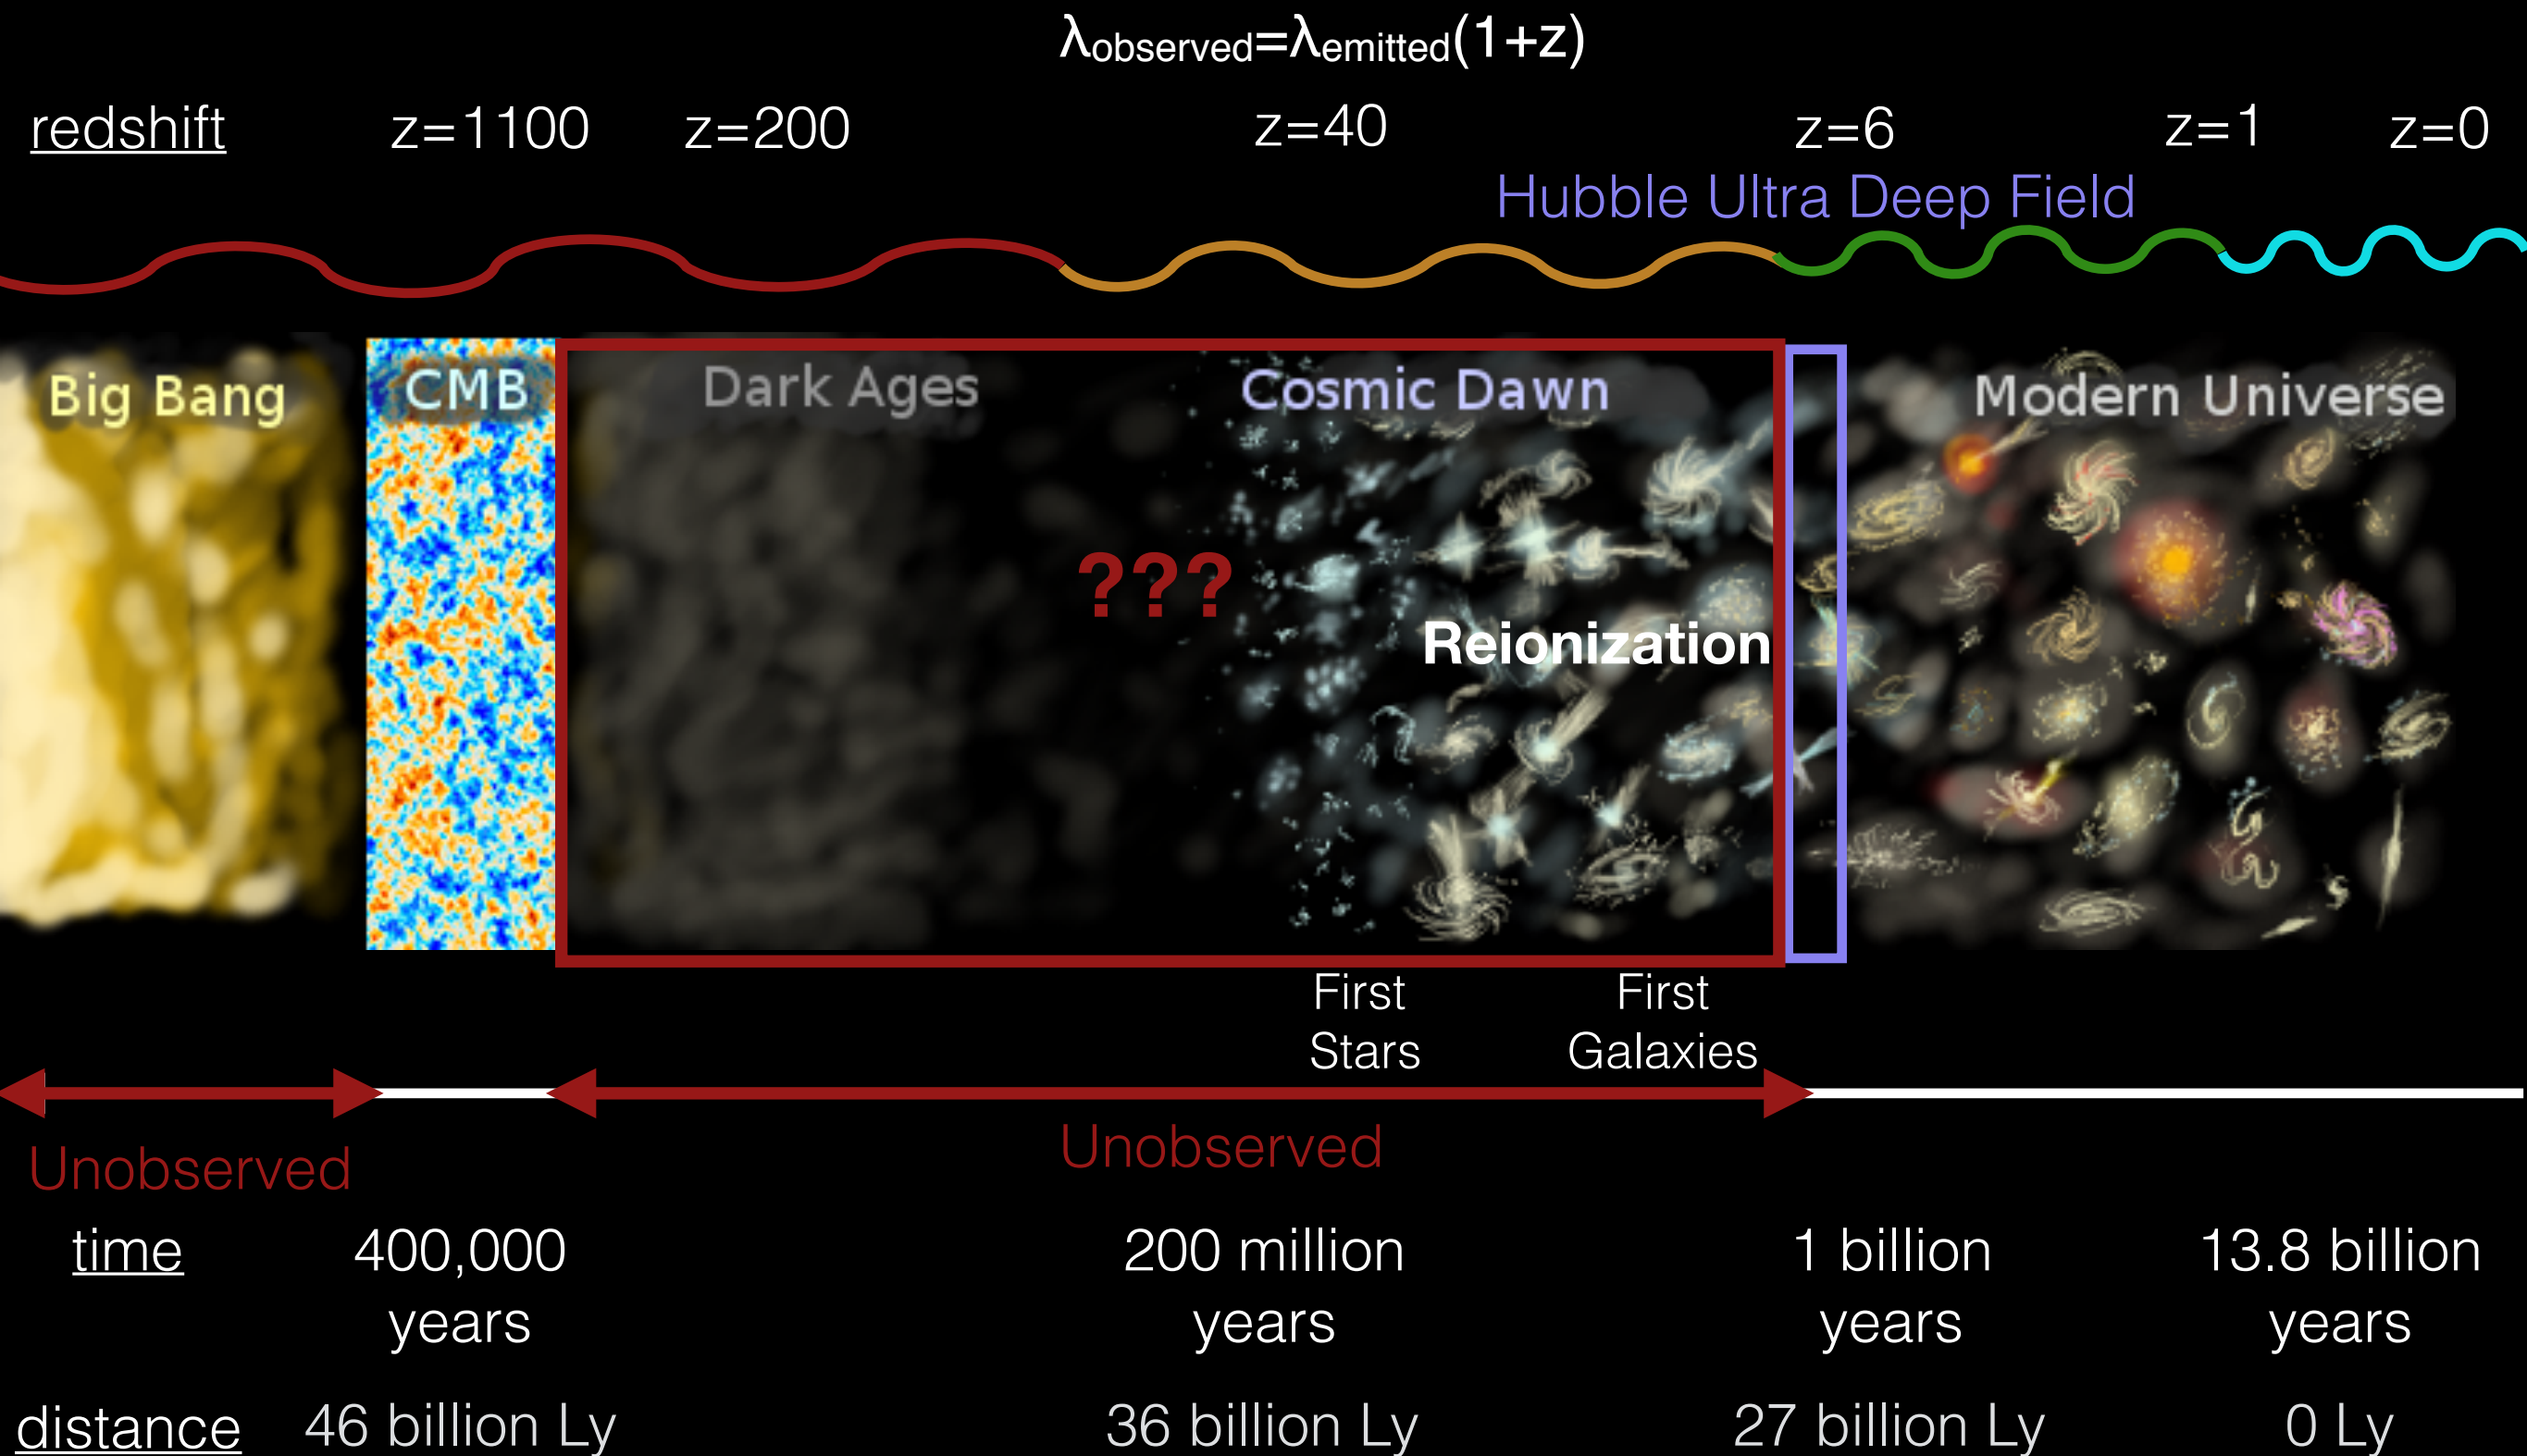 λobserved=λemitted(1+z)
redshift z=1100 z=200 z=40 z=6 z=1 z=0
Hubble Ultra Deep Field
Big Bang CMB Dark Ages Cosmic Dawn Modern Universe
???
Reionization
First Stars
First Galaxies
Unobserved Unobserved
time 400,000 years 200 million years 1 billion years 13.8 billion years
distance 46 billion Ly 36 billion Ly 27 billion Ly 0 Ly